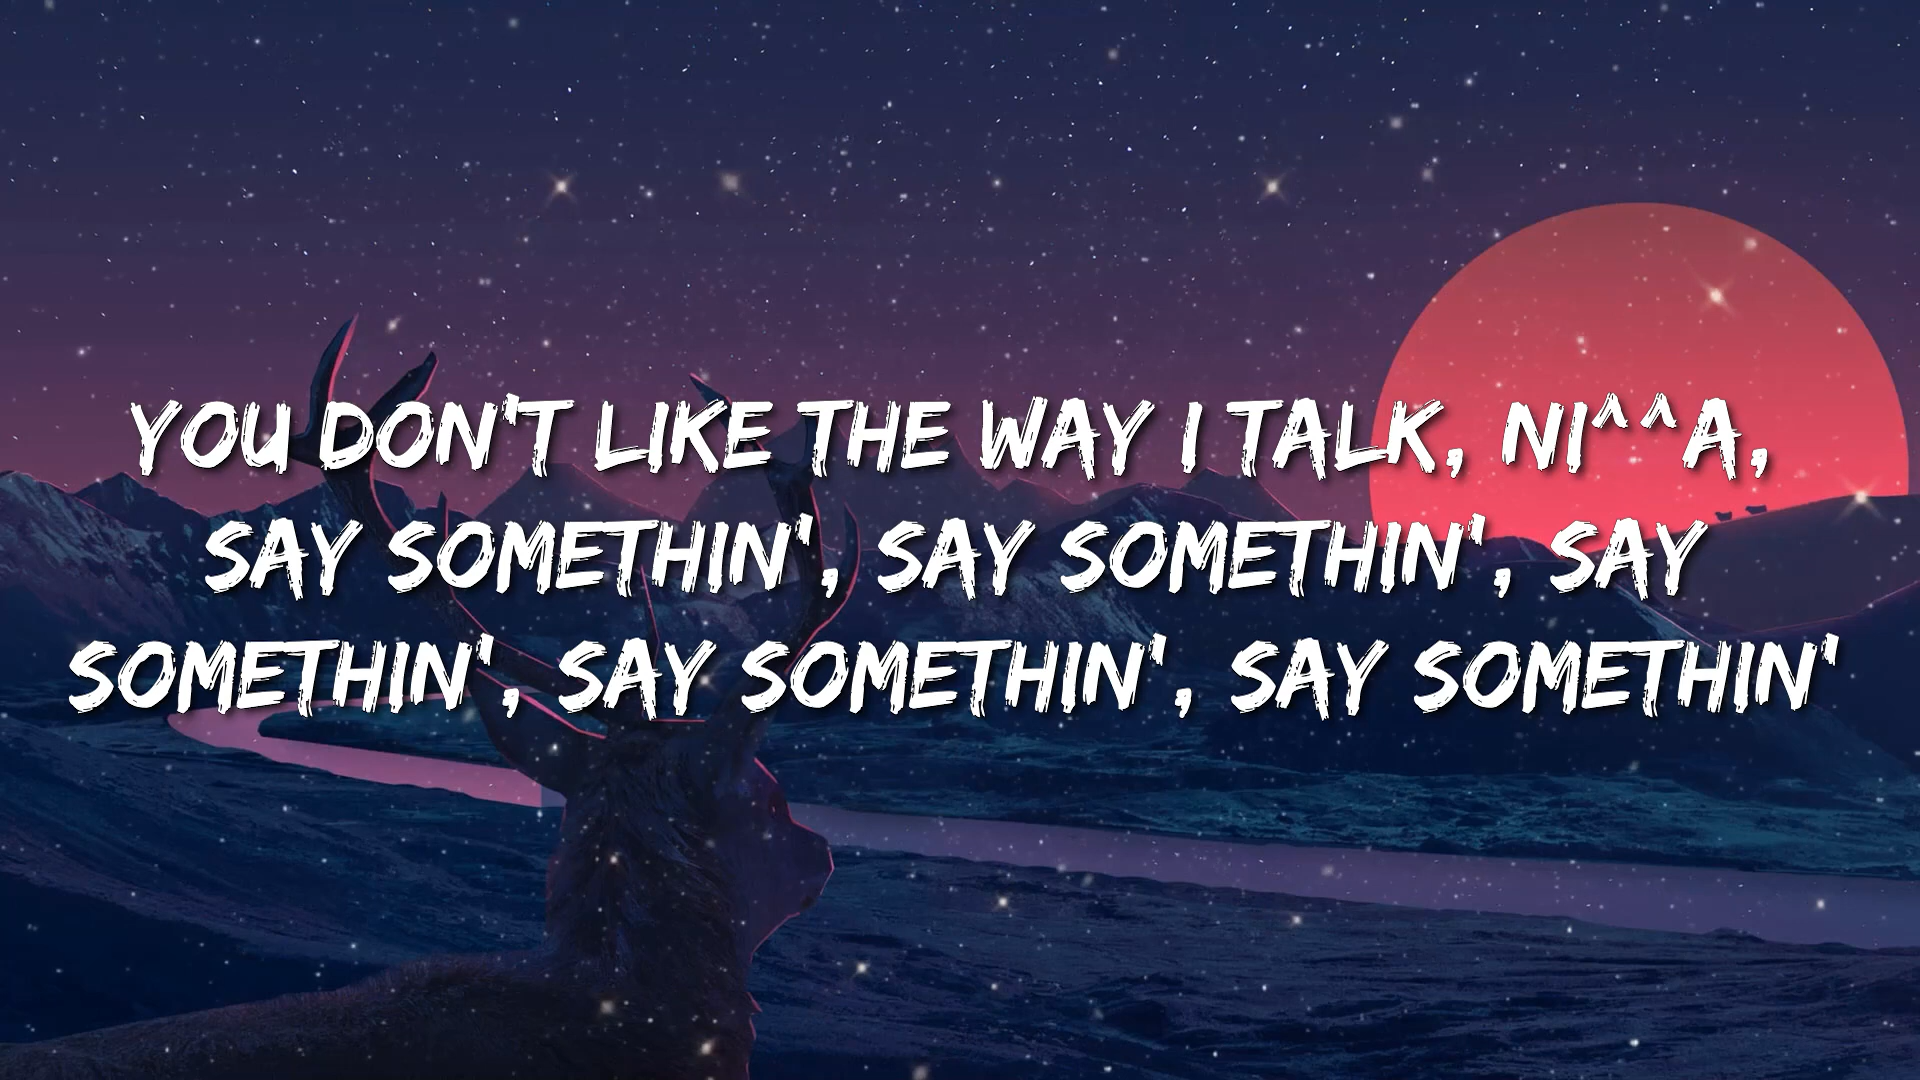 YOU DON'T LIKE THE WAY I TALK, NI^^A,
SAY SOMETHIN', SAY SOMETHIN', SAY
SOMETHIN', SAY SOMETHIN', SAY SOMETHIN'